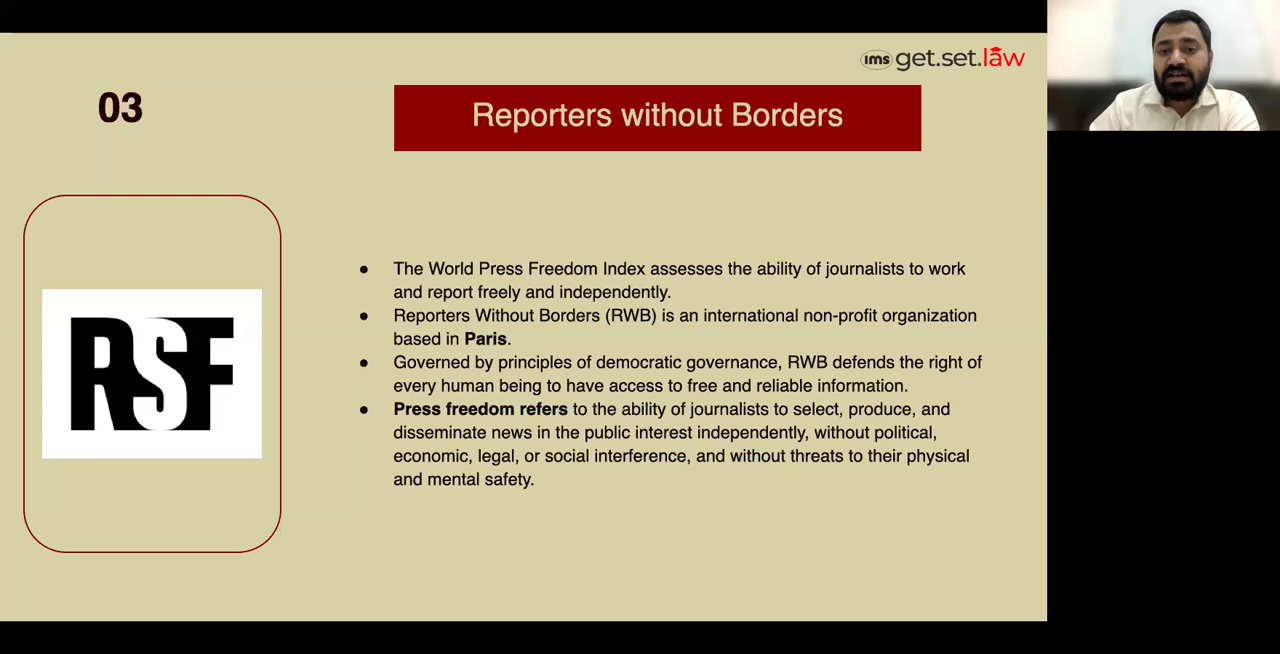 ims get.set.law
03
Reporters without Borders
RSF
● The World Press Freedom Index assesses the ability of journalists to work
and report freely and independently.
● Reporters Without Borders (RWB) is an international non-profit organization
based in Paris.
● Governed by principles of democratic governance, RWB defends the right of
every human being to have access to free and reliable information.
● Press freedom refers to the ability of journalists to select, produce, and
disseminate news in the public interest independently, without political,
economic, legal, or social interference, and without threats to their physical
and mental safety.